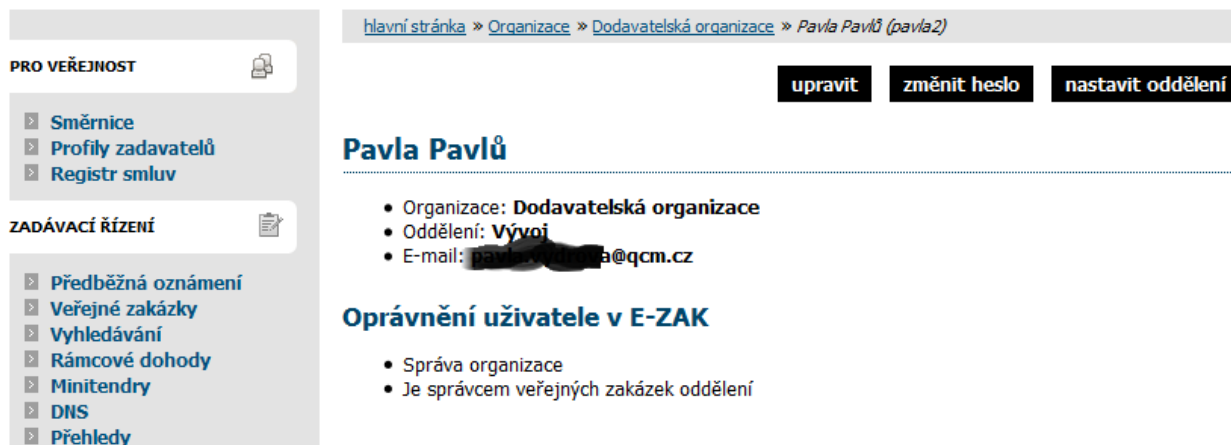 hlavní stránka » Organizace » Dodavatelská organizace » Pavla Pavlů (pavla2)
upravit změnit heslo nastavit oddělení
PRO VEŘEJNOST
Směrnice
Profily zadavatelů
Registr smluv
ZADÁVACÍ ŘÍZENÍ
Předběžná oznámení
Veřejné zakázky
Vyhledávání
Rámcové dohody
Minitendry
DNS
Přehledy
Pavla Pavlů
Organizace: Dodavatelská organizace
Oddělení: Vývoj
E-mail: a@qcm.cz
Oprávnění uživatele v E-ZAK
Správa organizace
Je správcem veřejných zakázek oddělení